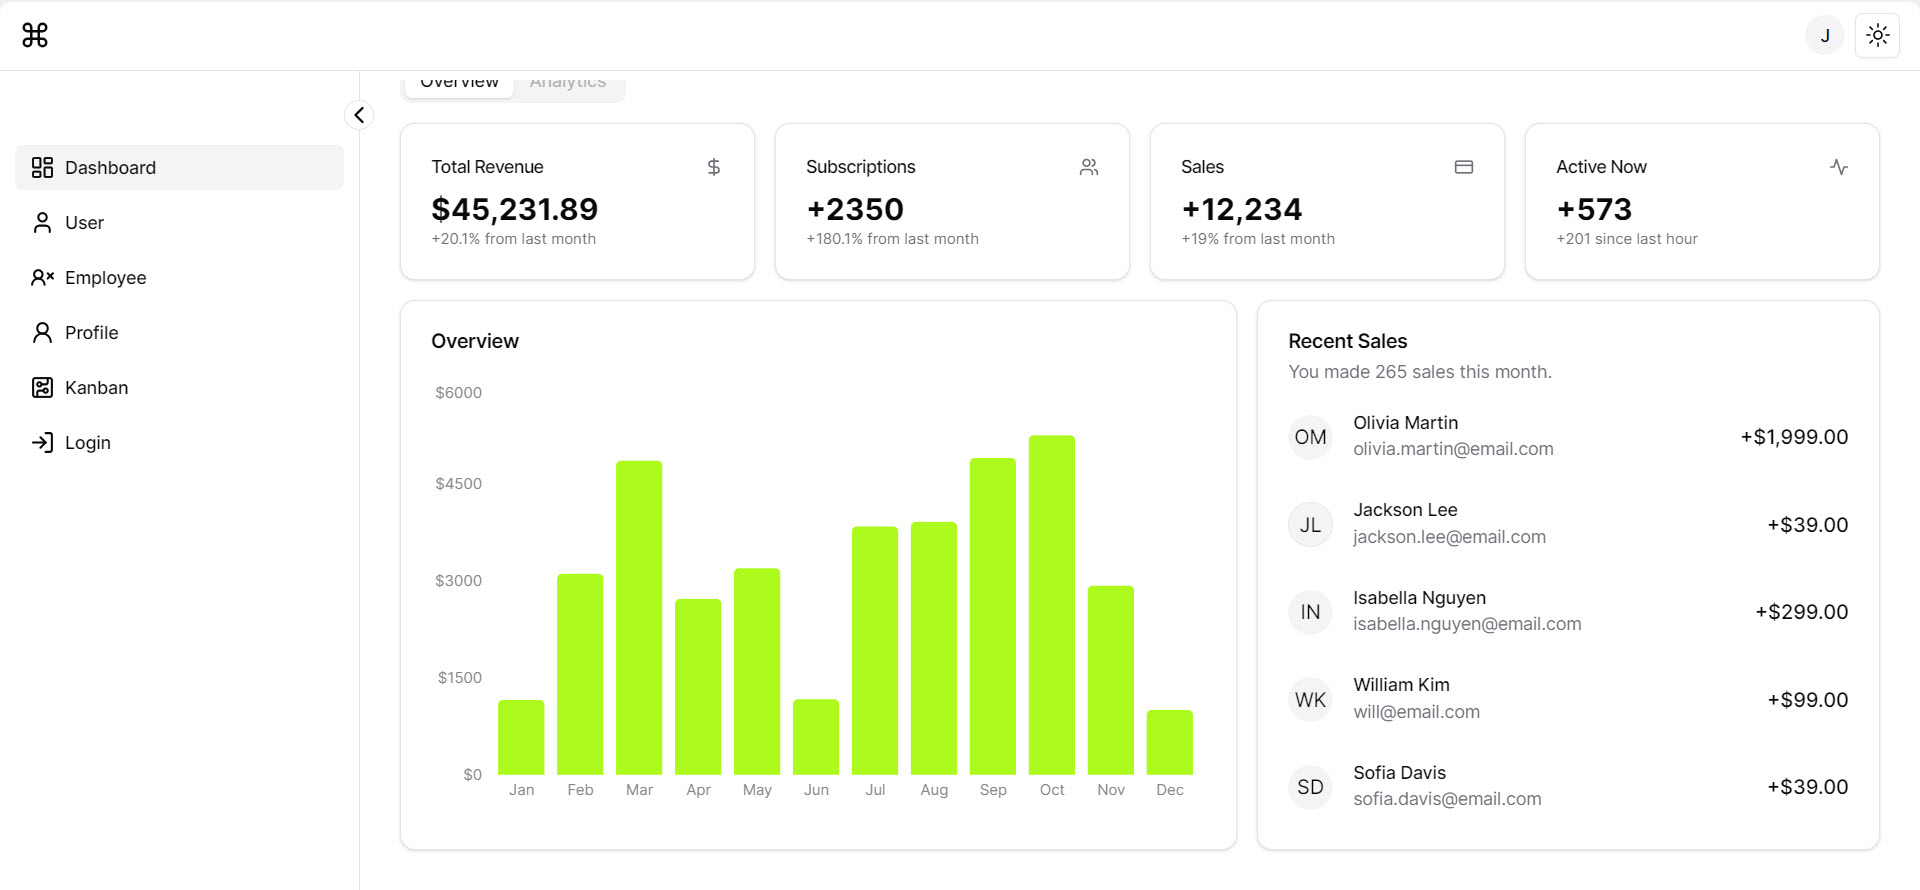 J
Overview Analytics
Dashboard
User
Employee
Profile
Kanban
Login
Total Revenue
$45,231.89
+20.1% from last month
Subscriptions
+2350
+180.1% from last month
Sales
+12,234
+19% from last month
Active Now
+573
+201 since last hour
Overview
$6000
$4500
$3000
$1500
$0
Jan Feb Mar Apr May Jun Jul Aug Sep Oct Nov Dec
Recent Sales
You made 265 sales this month.
OM
Olivia Martin
olivia.martin@email.com
+$1,999.00
JL
Jackson Lee
jackson.lee@email.com
+$39.00
IN
Isabella Nguyen
isabella.nguyen@email.com
+$299.00
WK
William Kim
will@email.com
+$99.00
SD
Sofia Davis
sofia.davis@email.com
+$39.00